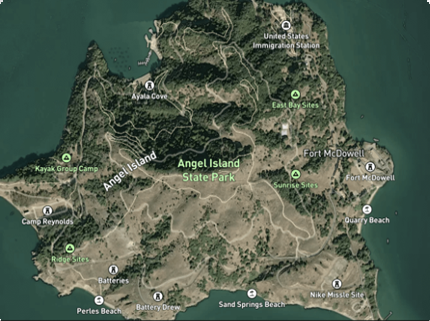 United States
Immigration Station
Ayala Cove
East Bay Sites
Fort McDowell
Angel Island
Angel Island
State Park
Kayak Group Camp
Fort McDowell
Sunrise Sites
Camp Reynolds
Quarry Beach
Ridge Sites
Batteries
Nike Missle Site
Perles Beach
Battery Drew
Sand Springs Beach